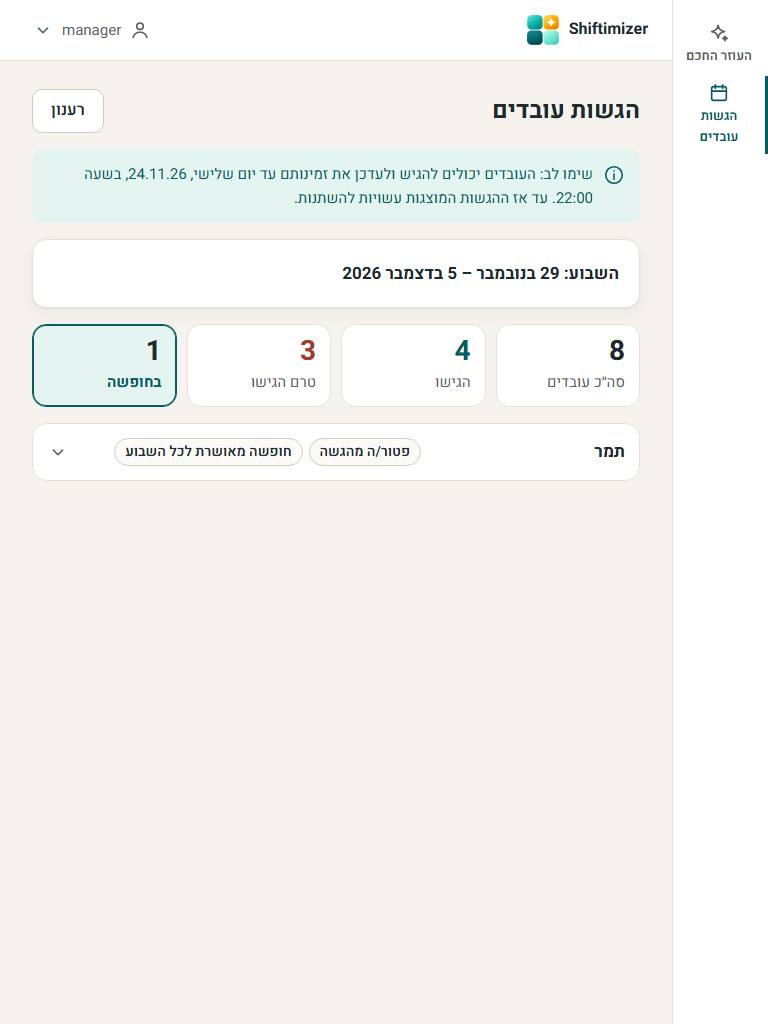 העוזר החכם
הגשות
עובדים
Shiftimizer
manager
הגשות עובדים
רענון
שימו לב: העובדים יכולים להגיש ולעדכן את זמינותם עד יום שלישי, 24.11.26, בשעה
22:00. עד אז ההגשות המוצגות עשויות להשתנות.
השבוע: 29 בנובמבר – 5 בדצמבר 2026
8
סה"כ עובדים
4
הגישו
3
טרם הגישו
1
בחופשה
תמר
פטור/ה מהגשה
חופשה מאושרת לכל השבוע